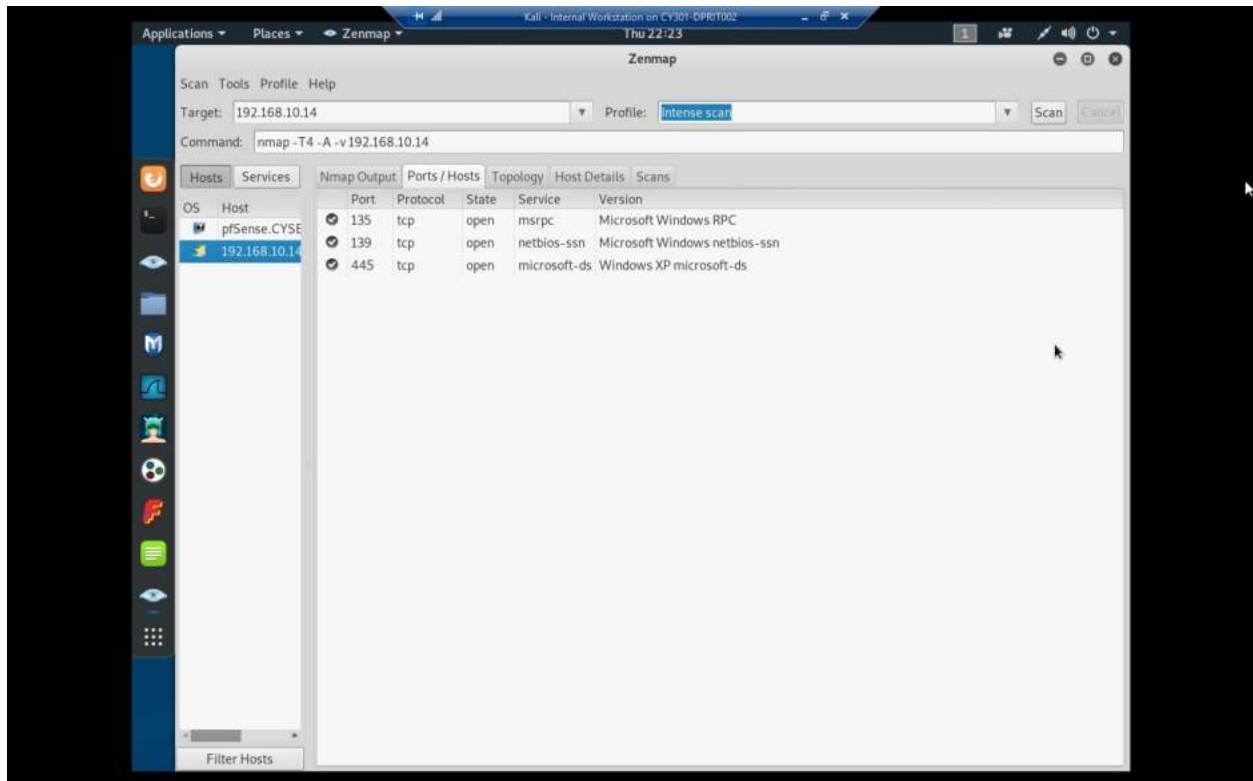 Kali - Internal Workstation on CY301-DPRIT002
Applications Places Zenmap Thu 22:23 1
Zenmap
Scan Tools Profile Help
Target: 192.168.10.14 Profile: Intense scan Scan Cancel
Command: nmap -T4 -A -v 192.168.10.14
Hosts Services Nmap Output Ports / Hosts Topology Host Details Scans
OS Host Port Protocol State Service Version
pfSense.CYSE 135 tcp open msrpc Microsoft Windows RPC
192.168.10.14 139 tcp open netbios-ssn Microsoft Windows netbios-ssn
445 tcp open microsoft-ds Windows XP microsoft-ds
Filter Hosts